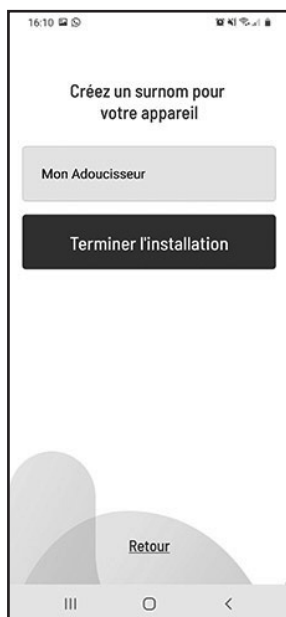 16:10
Créez un surnom pour
votre appareil
Mon Adoucisseur
Terminer l'installation
Retour